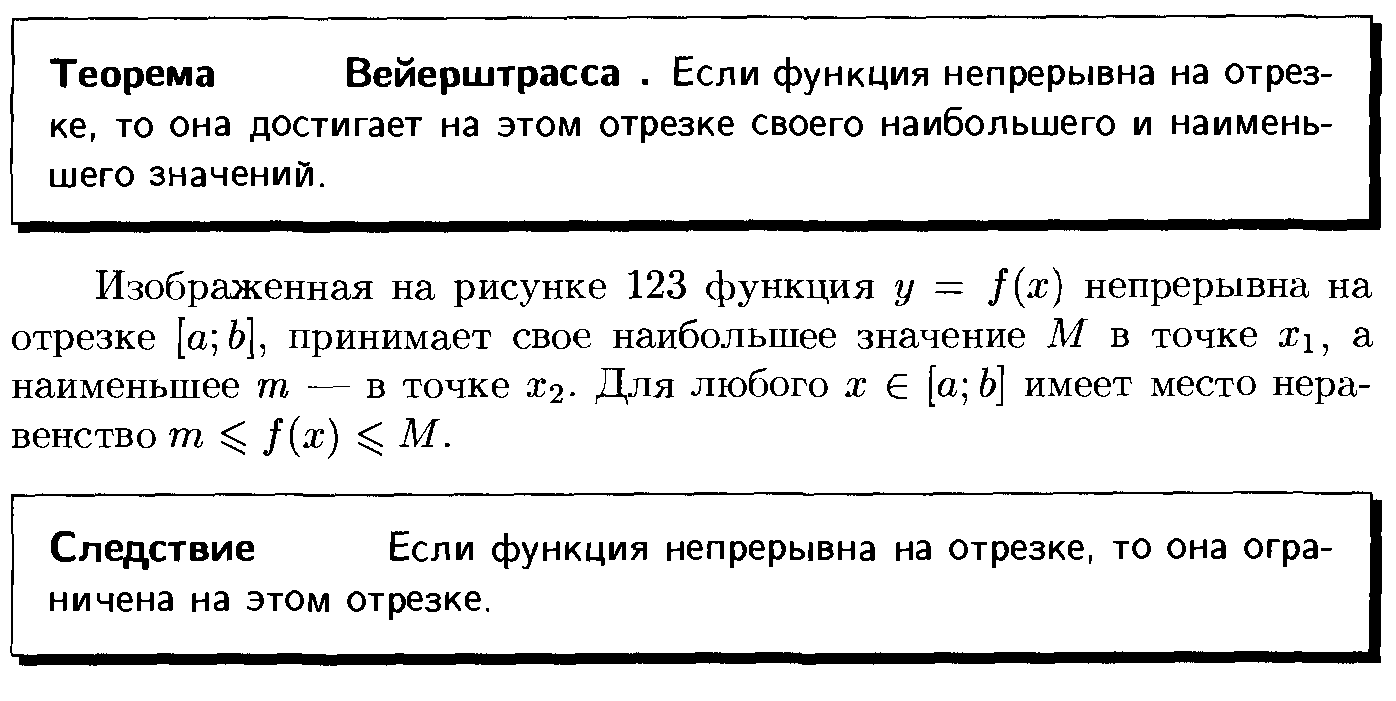 Теорема Вейерштрасса . Если функция непрерывна на отрез-
ке, то она достигает на этом отрезке своего наибольшего и наимень-
шего значений.
Изображенная на рисунке 123 функция y = f(x) непрерывна на
отрезке [a; b], принимает свое наибольшее значение M в точке x₁, а
наименьшее m — в точке x₂. Для любого x ∈ [a; b] имеет место нера-
венство m ⩽ f(x) ⩽ M.
Следствие Если функция непрерывна на отрезке, то она огра-
ничена на этом отрезке.